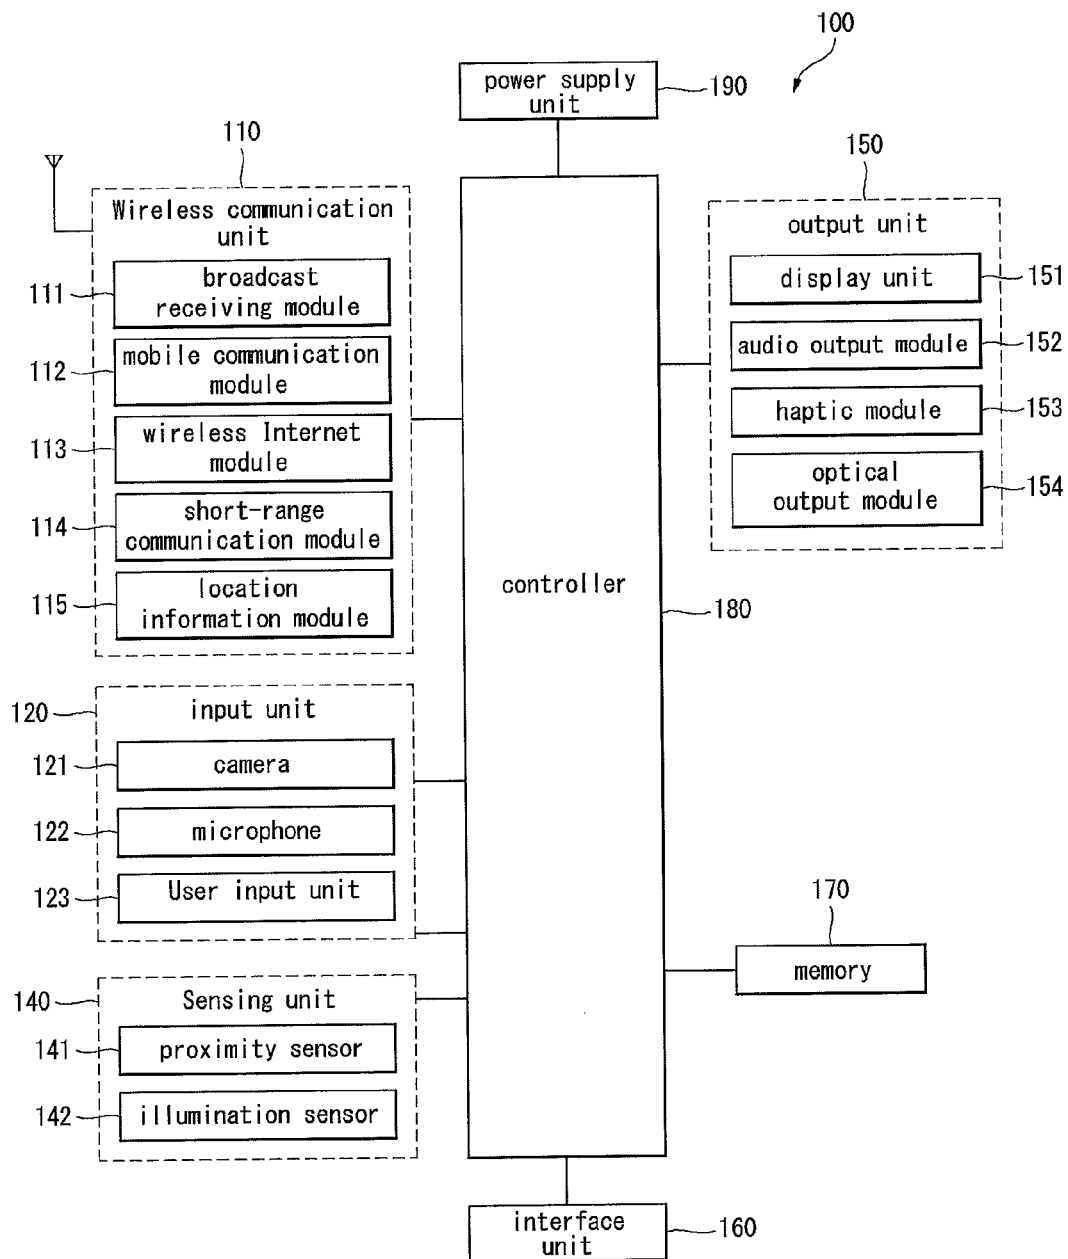 100
power supply
unit
190
110
Wireless communication
unit
111
broadcast
receiving module
112
mobile communication
module
113
wireless Internet
module
114
short-range
communication module
115
location
information module
120
input unit
121
camera
122
microphone
123
User input unit
140
Sensing unit
141
proximity sensor
142
illumination sensor
controller
180
150
output unit
display unit
151
audio output module
152
haptic module
153
optical
output module
154
170
memory
interface
unit
160